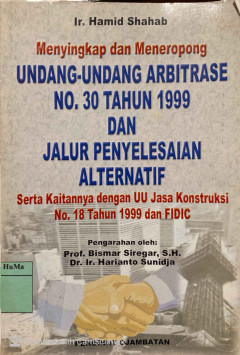 Ir. Hamid Shahab
Menyingkap dan Meneropong
UNDANG-UNDANG ARBITRASE
NO. 30 TAHUN 1999
DAN
JALUR PENYELESAIAN
ALTERNATIF
Serta Kaitannya dengan UU Jasa Konstruksi
No. 18 Tahun 1999 dan FIDIC
Pengarahan oleh:
Prof. Bismar Siregar, S.H.
Dr. Ir. Harianto Sunidja
HuMa